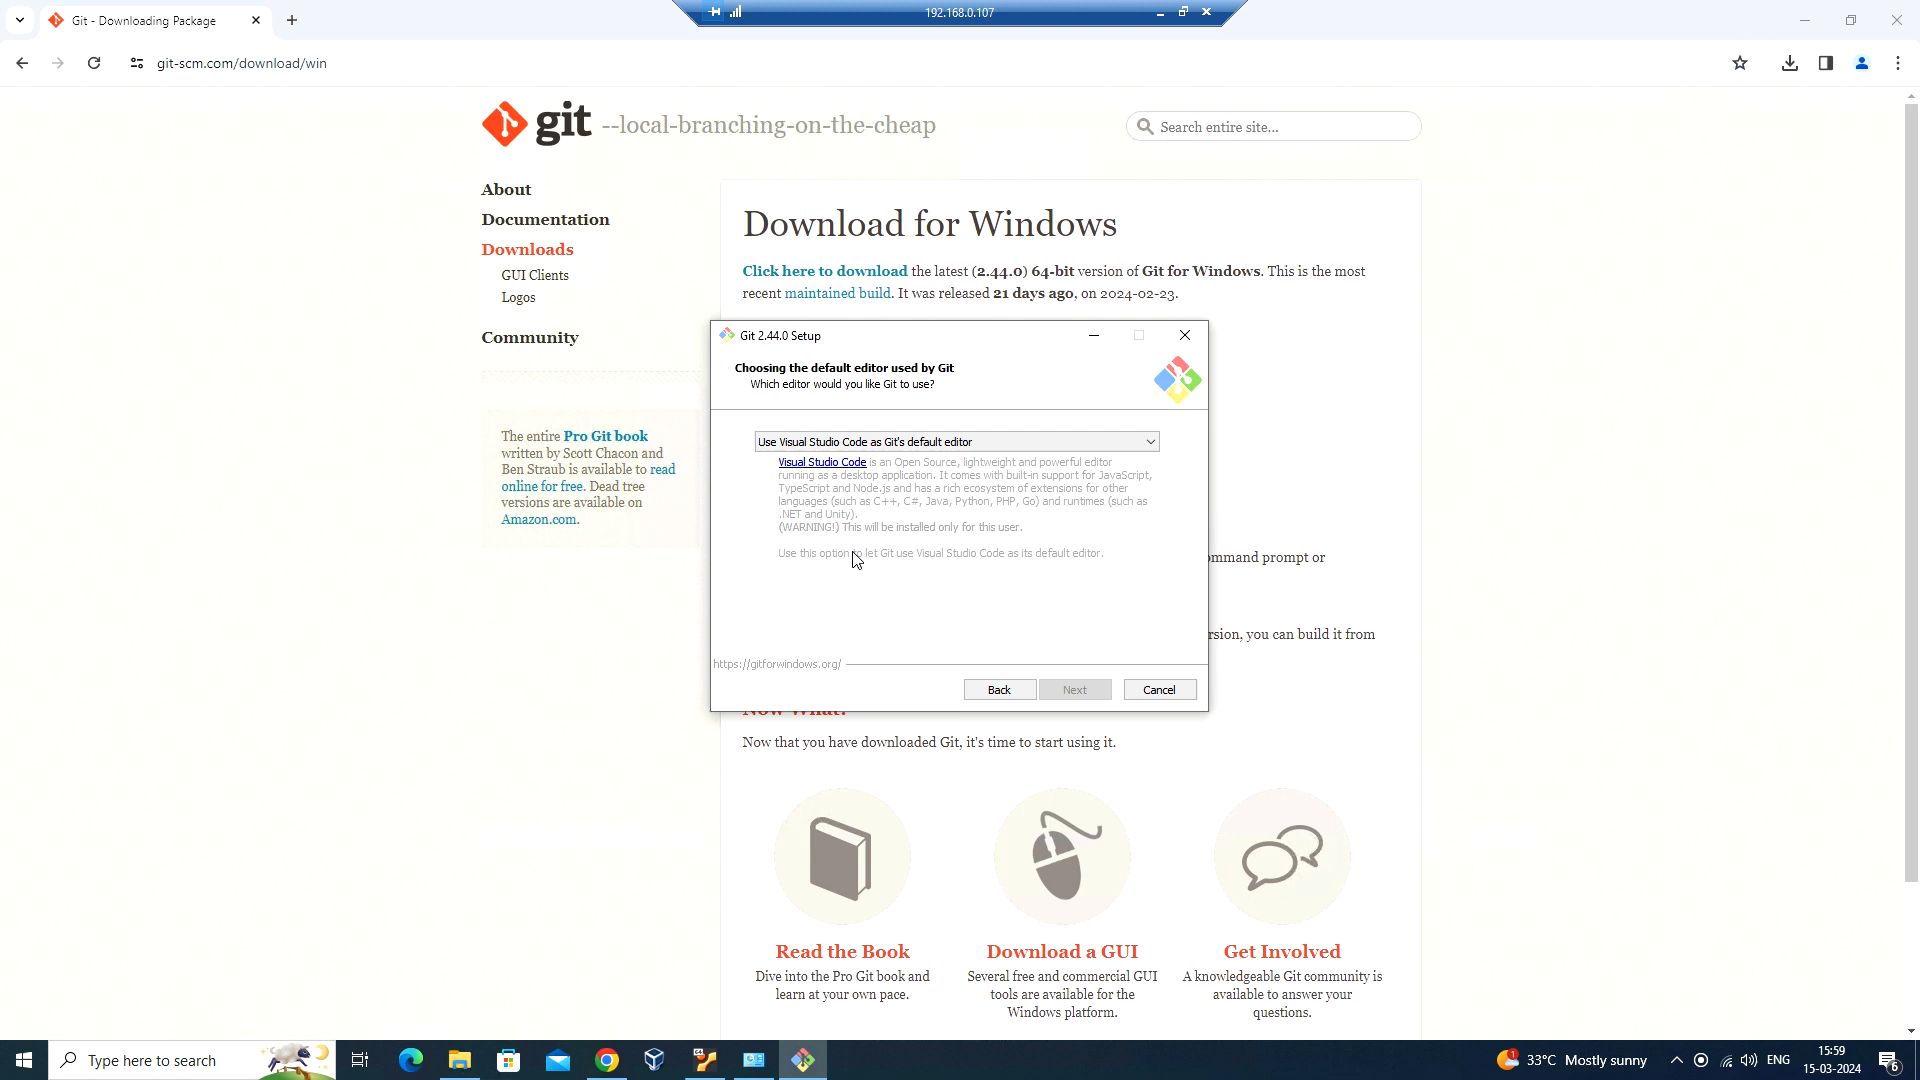 Git - Downloading Package
192.168.0.107
git-scm.com/download/win
git --local-branching-on-the-cheap
Search entire site...
About
Documentation
Downloads
GUI Clients
Logos
Community
The entire Pro Git book
written by Scott Chacon and
Ben Straub is available to read
online for free. Dead tree
versions are available on
Amazon.com.
Download for Windows
Click here to download the latest (2.44.0) 64-bit version of Git for Windows. This is the most
recent maintained build. It was released 21 days ago, on 2024-02-23.
Git 2.44.0 Setup
Choosing the default editor used by Git
Which editor would you like Git to use?
Use Visual Studio Code as Git's default editor
Visual Studio Code is an Open Source, lightweight and powerful editor
running as a desktop application. It comes with built-in support for JavaScript,
TypeScript and Node.js and has a rich ecosystem of extensions for other
languages (such as C++, C#, Java, Python, PHP, Go) and runtimes (such as
.NET and Unity).
(WARNING!) This will be installed only for this user.
Use this option to let Git use Visual Studio Code as its default editor.
https://gitforwindows.org/
Back
Next
Cancel
ommand prompt or
rsion, you can build it from
Now What?
Now that you have downloaded Git, it's time to start using it.
Read the Book
Dive into the Pro Git book and
learn at your own pace.
Download a GUI
Several free and commercial GUI
tools are available for the
Windows platform.
Get Involved
A knowledgeable Git community is
available to answer your
questions.
Type here to search
33°C Mostly sunny
ENG
15:59
15-03-2024
6